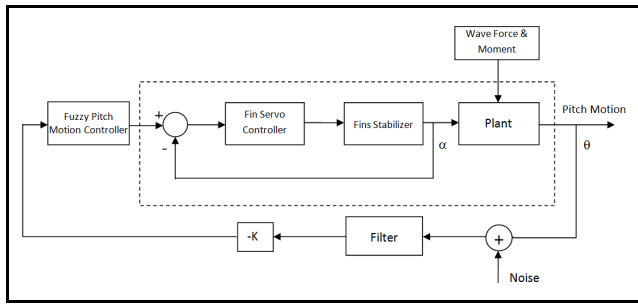 Wave Force &
Moment
Pitch Motion
Fuzzy Pitch
Motion Controller
+
-
Fin Servo
Controller
Fins Stabilizer
α
Plant
θ
-K
Filter
+
Noise